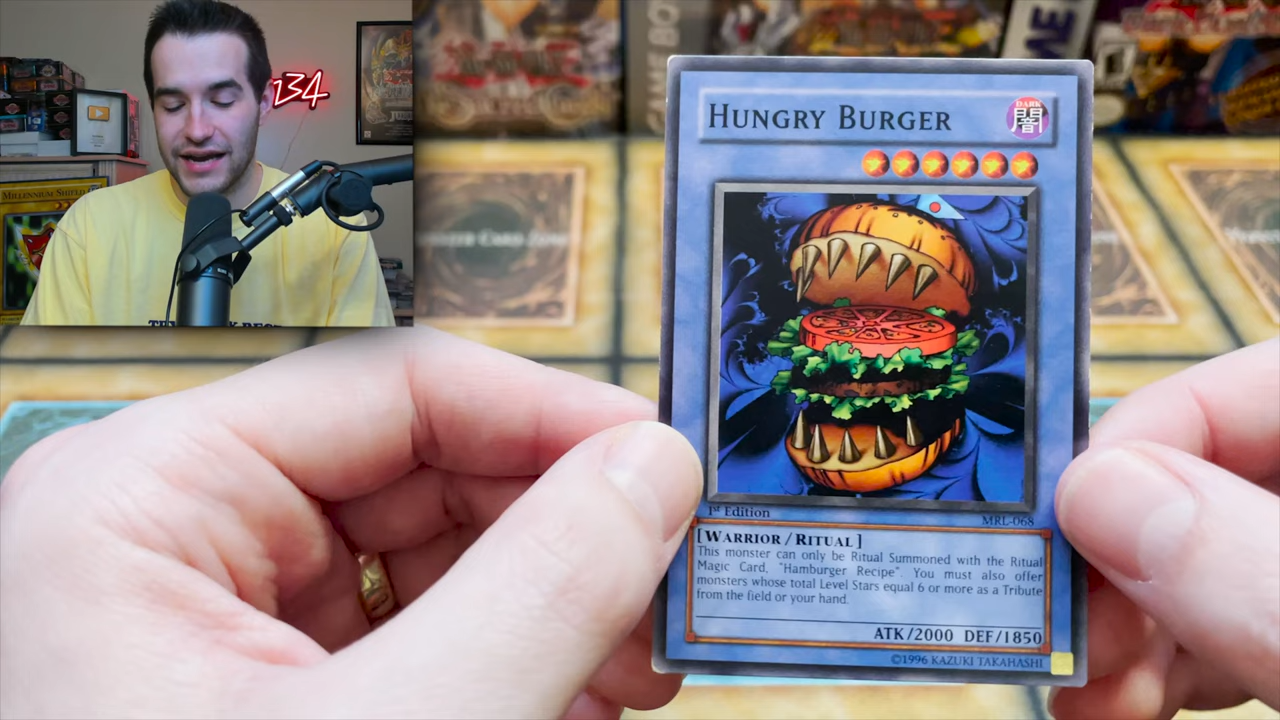 134
MILLENNIUM SHIELD
HUNGRY BURGER
DARK
闇
1st Edition
MRL-068
[WARRIOR/RITUAL]
This monster can only be Ritual Summoned with the Ritual
Magic Card, "Hamburger Recipe". You must also offer
monsters whose total Level Stars equal 6 or more as a Tribute
from the field or your hand.
ATK/2000 DEF/1850
©1996 KAZUKI TAKAHASHI